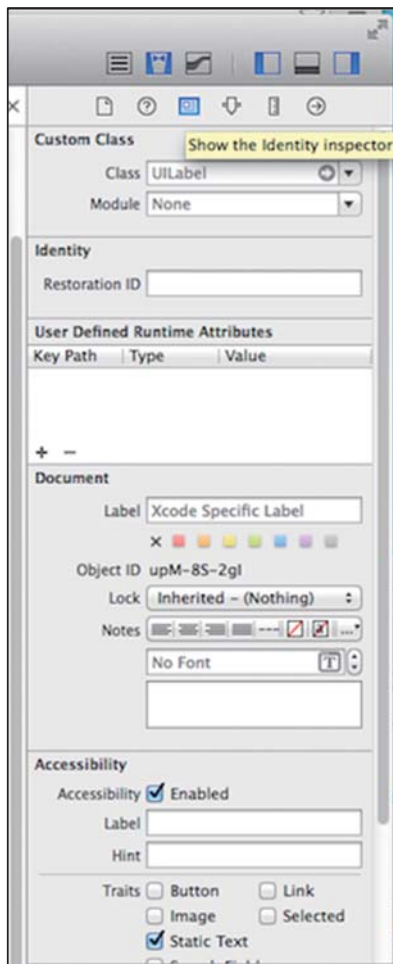 Show the Identity inspector
Custom Class
Class UILabel
Module None
Identity
Restoration ID
User Defined Runtime Attributes
Key Path Type Value
+ −
Document
Label Xcode Specific Label
×
Object ID upM-8S-2gI
Lock Inherited - (Nothing)
Notes
No Font T
Accessibility
Accessibility Enabled
Label
Hint
Traits Button Link
Image Selected
Static Text